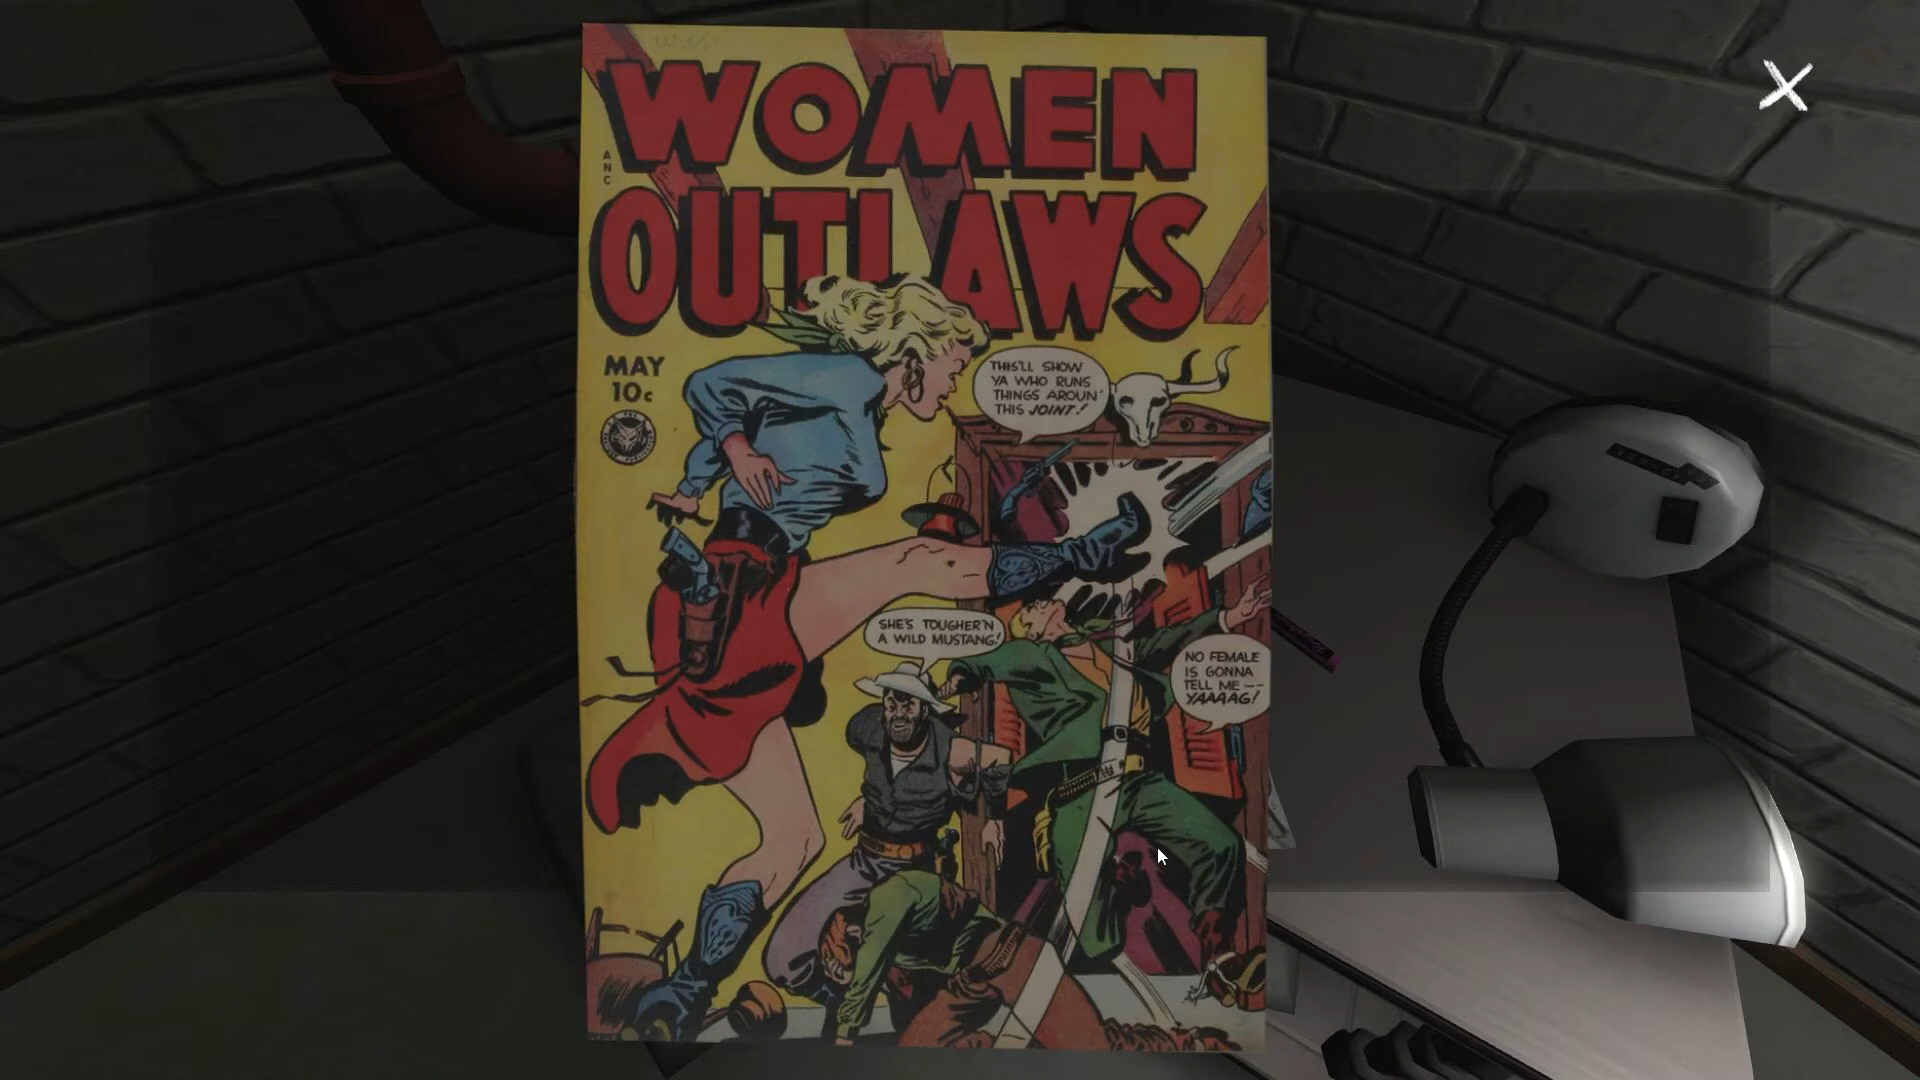 WOMEN
OUTLAWS
ANC
MAY
10c
THIS'LL SHOW
YA WHO RUNS
THINGS AROUN'
THIS JOINT!
SHE'S TOUGHER'N
A WILD MUSTANG!
NO FEMALE
IS GONNA
TELL ME --
YAAAAG!